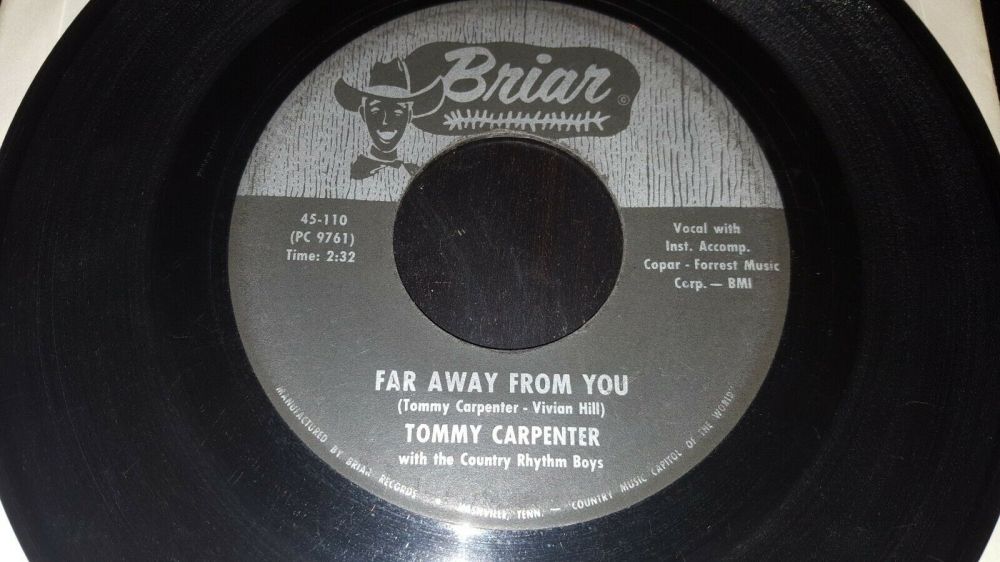 Briar
©
45-110
(PC 9761)
Time: 2:32
Vocal with
Inst. Accomp.
Copar - Forrest Music
Corp. — BMI
FAR AWAY FROM YOU
(Tommy Carpenter - Vivian Hill)
TOMMY CARPENTER
with the Country Rhythm Boys
MANUFACTURED BY BRIAR RECORDS — NASHVILLE, TENN. — "COUNTRY MUSIC CAPITOL OF THE WORLD"